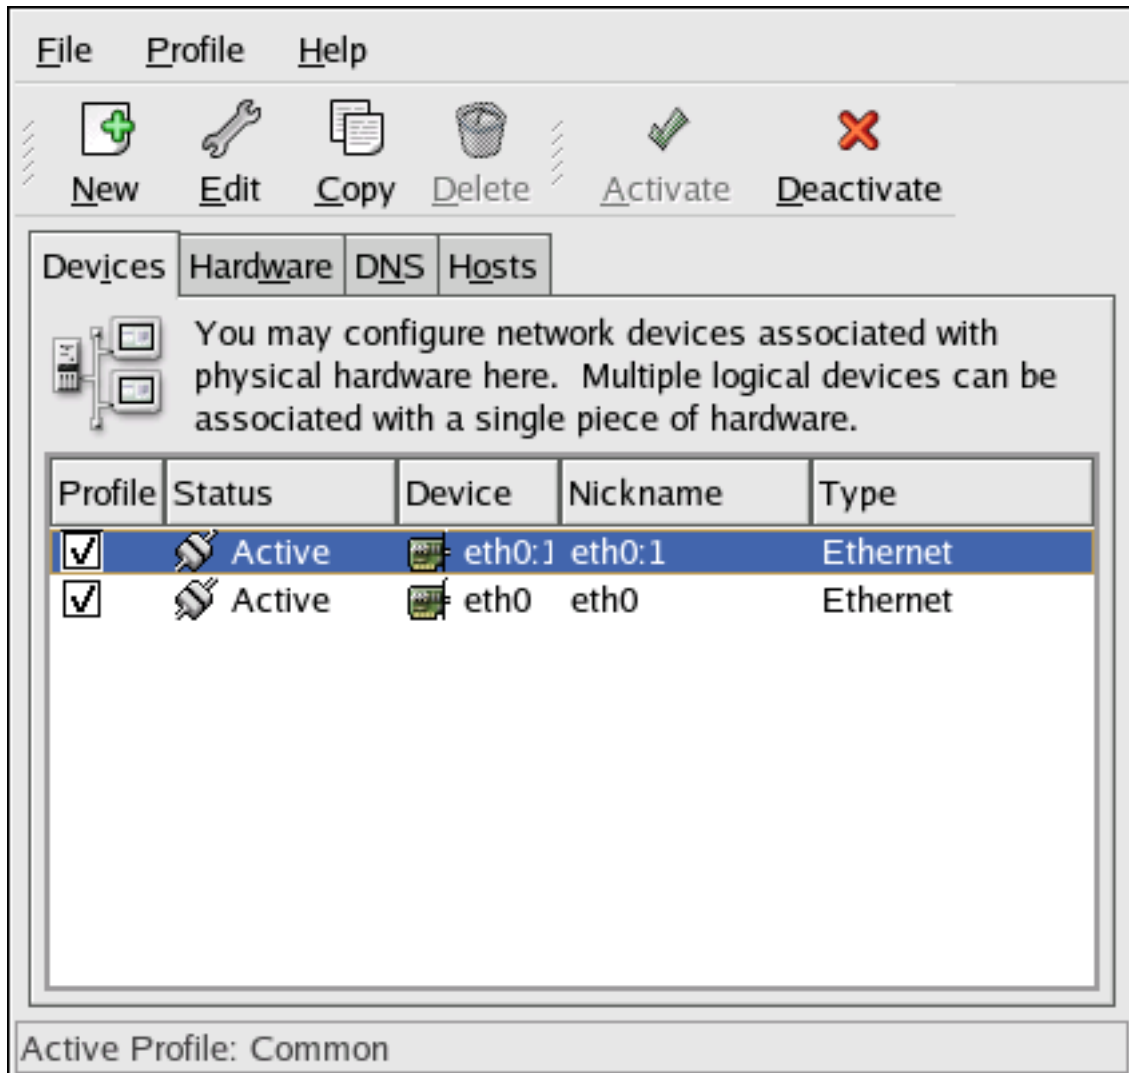 File Profile Help
New Edit Copy Delete Activate Deactivate
Devices Hardware DNS Hosts
You may configure network devices associated with
physical hardware here.  Multiple logical devices can be
associated with a single piece of hardware.
Profile Status Device Nickname Type
Active eth0:1 eth0:1 Ethernet
Active eth0 eth0 Ethernet
Active Profile: Common